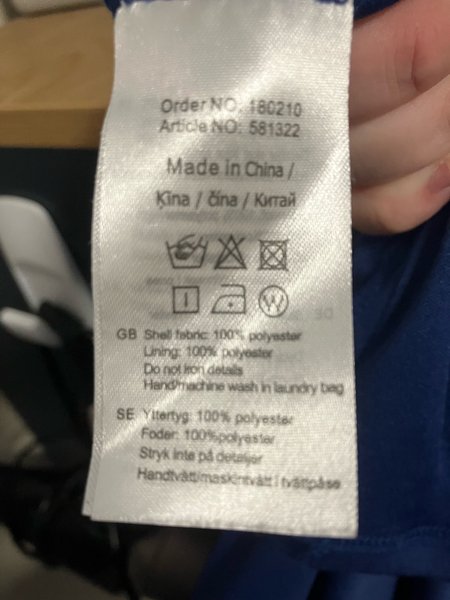 Order NO: 180210
Article NO: 581322
Made in China /
Ķīna / čína / Китай
W
GB Shell fabric: 100% polyester
Lining: 100% polyester
Do not iron details
Hand/machine wash in laundry bag
SE Yttertyg: 100% polyester
Foder: 100%polyester
Stryk inte på detaljer
Handtvätt/maskintvätt i tvättpåse